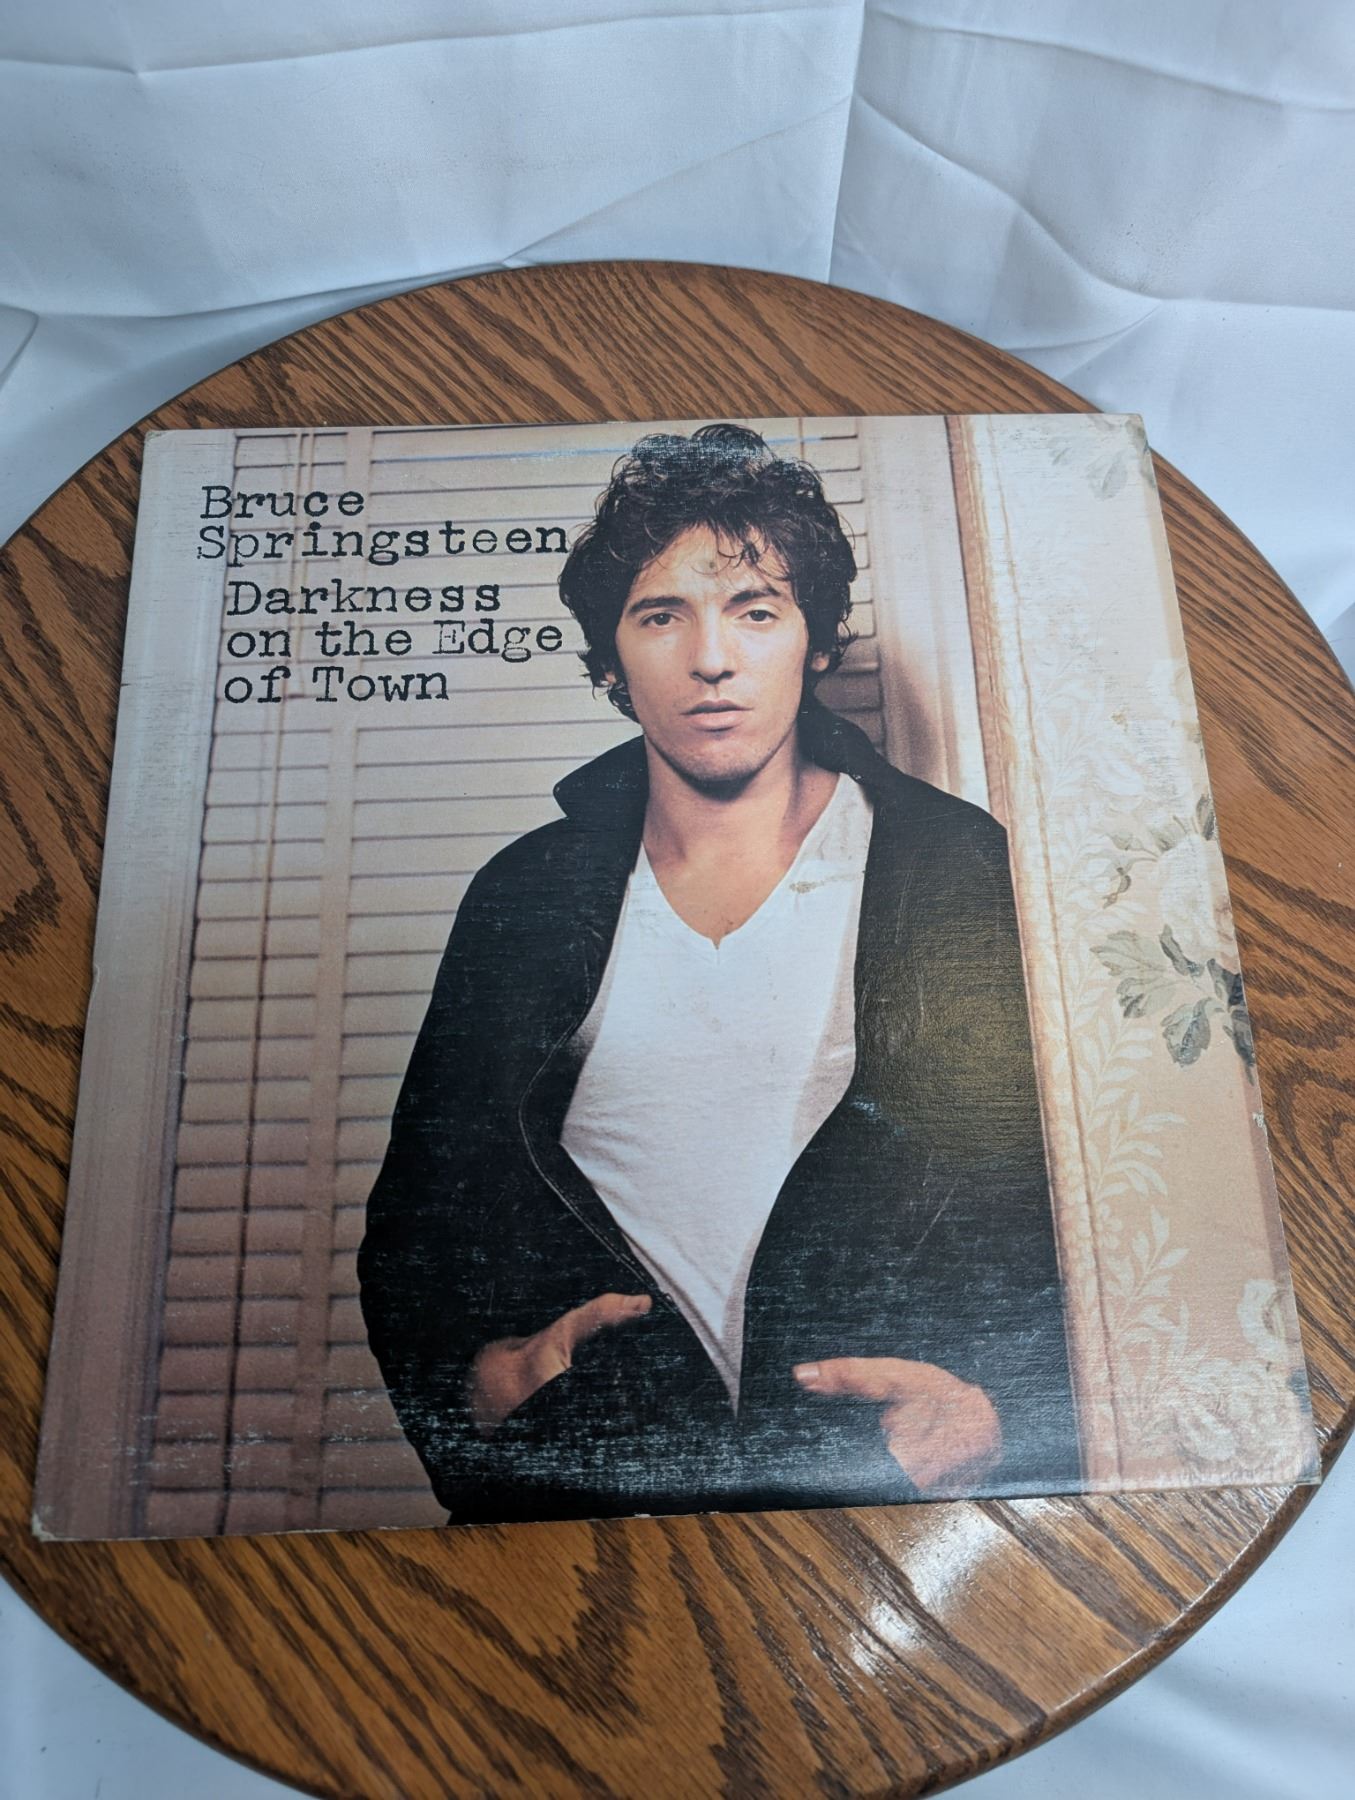 Bruce
Springsteen
Darkness
on the Edge
of Town